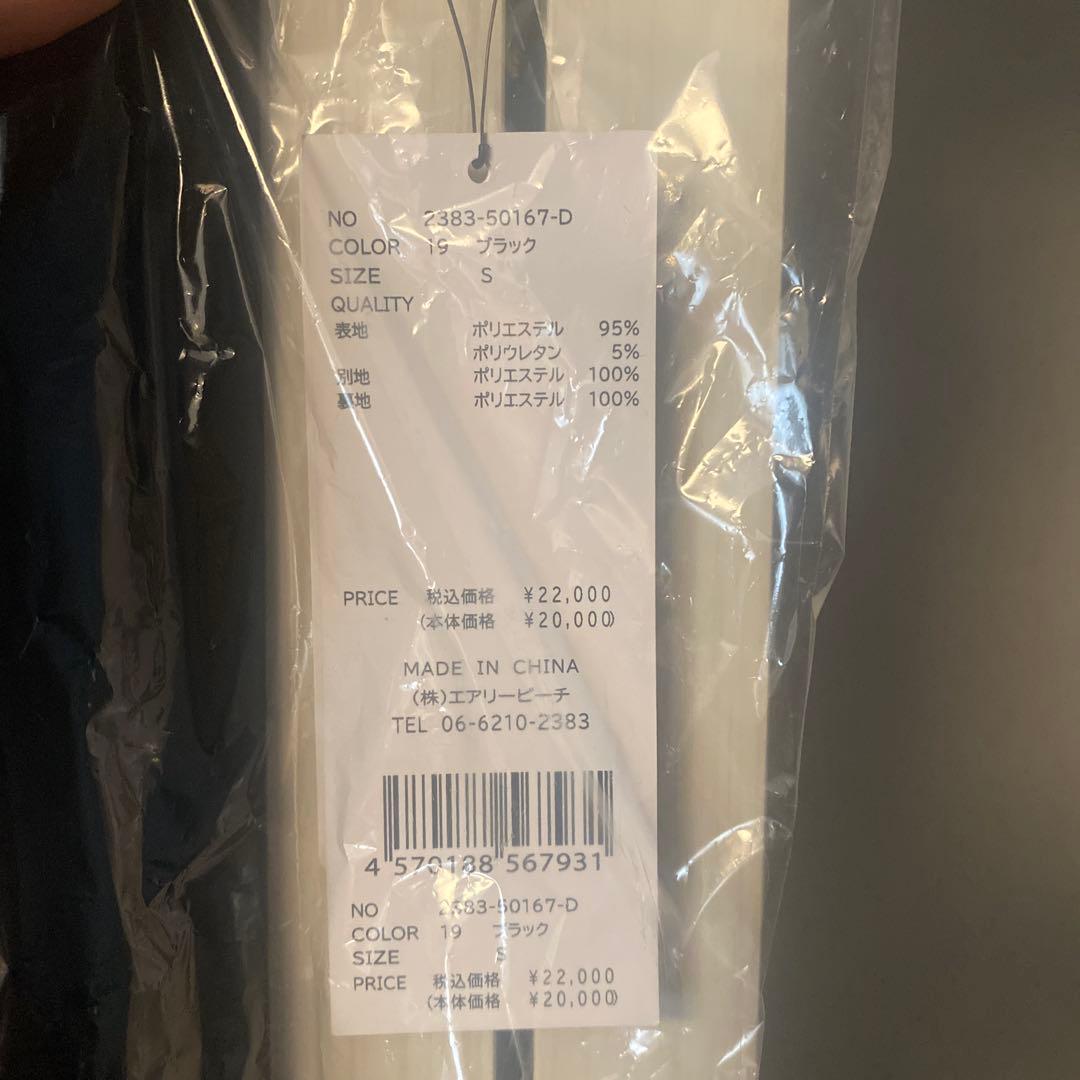 NO 2383-50167-D
COLOR 19 ブラック
SIZE S
QUALITY
表地 ポリエステル 95%
ポリウレタン 5%
別地 ポリエステル 100%
裏地 ポリエステル 100%
PRICE 税込価格 ¥22,000
(本体価格 ¥20,000)
MADE IN CHINA
(株)エアリーピーチ
TEL 06-6210-2383
4 570188 567931
NO 2383-50167-D
COLOR 19 ブラック
SIZE S
PRICE 税込価格 ¥22,000
(本体価格 ¥20,000)